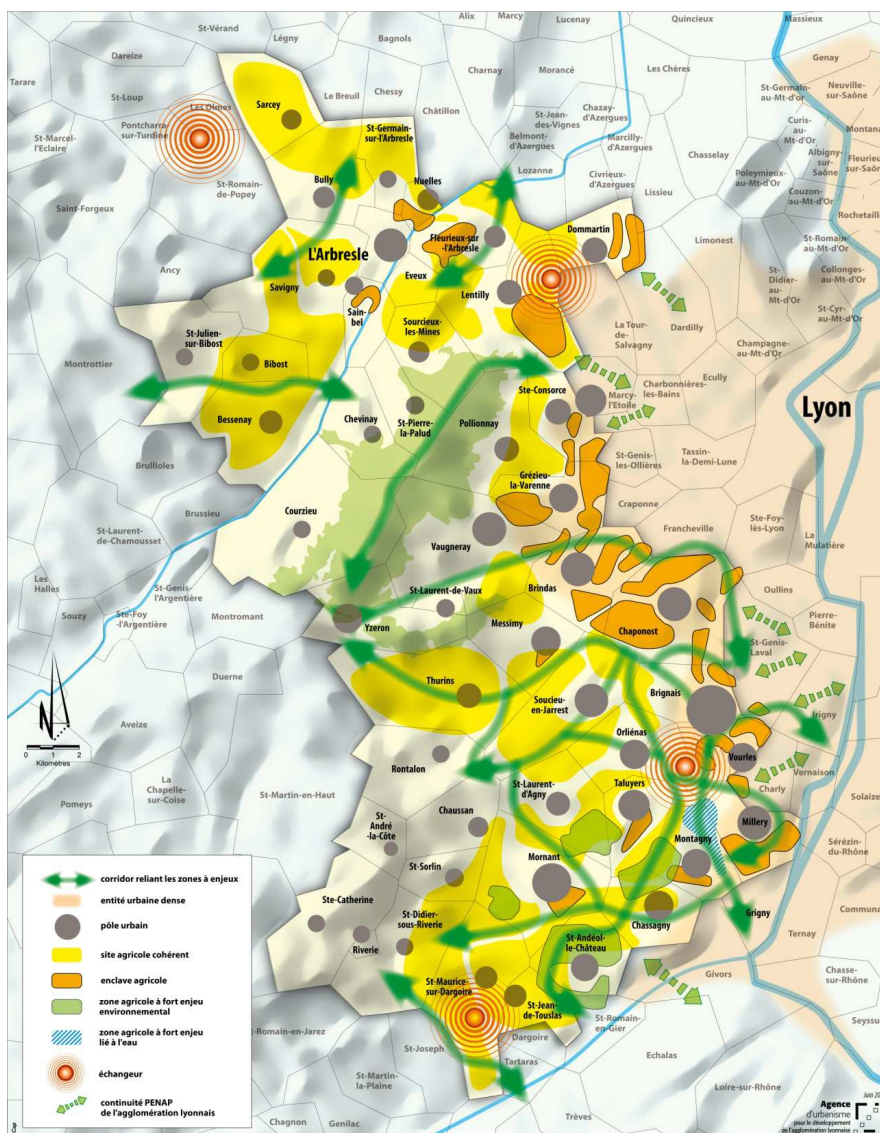 St-Vérand
Alix
Marcy
Lucenay
Quincieux
Massieux
Légny
Bagnols
Dareize
Tarare
Charnay
Morancé
Les Chères
Genay
St-Loup
Le Breuil
Chessy
Sarcey
Les Olmes
Châtillon
St-Germain-
au-Mt-d'or
Neuville-
sur-Saône
St-Jean
des-Vignes
Chazay-
d'Azergues
Pontcharra-
sur-Turdine
St-Germain-
sur-l'Arbresle
Belmont-
d'Azergues
Marcilly-
d'Azergues
Curis-
au-
Mt-d'Or
Montana
St-Marcel-
l'Eclaire
Chasselay
Albigny-
sur-
Saône
Fleurieu-
sur-Saôn
St-Romain-
de-Popey
Bully
Nuelles
Lozanne
Civrieux-
d'Azergues
Lissieu
Poleymieux-
au-Mt-d'Or
Couzon-
au-
Mt-d'Or
Saint-Forgeux
Rochetaillé
Dommartin
Limonest
St-Romain-
au-Mt-d'Or
L'Arbresle
Fleurieux-sur
-l'Arbresle
Ancy
Savigny
Eveux
Lentilly
St-
Didier-
au-
Mt-d'Or
Collonges-
au-Mt-d'Or
Sain-
bel
St-Cyr-
au-Mt-d'Or
St-Julien-
sur-Bibost
Sourcieux-
les-Mines
La Tour-
de-
Salvagny
Dardilly
Champagne-
au-Mt-d'Or
Montrottier
Bibost
Ecully
Ste-Consorce
Marcy-
l'Etoile
Charbonnières-
les-Bains
Lyon
Bessenay
Chevinay
St-Pierre-
la-Palud
Pollionnay
Brullioles
St-Genis-
les-Ollières
Tassin-
la-Demi-Lune
Grézieu-
la-Varenne
Courzieu
Craponne
Brussieu
Ste-Foy-
lès-Lyon
St-Laurent-
de-Chamousset
Vaugneray
Francheville
La
Mulatière
Les
Halles
St-Genis-
l'Argentière
St-Laurent-de-Vaux
Brindas
Oullins
Souzy
Ste-Foy
-l'Argentière
Montromant
Yzeron
Messimy
Chaponost
Pierre-
Bénite
St-Genis-
Laval
Duerne
Thurins
Soucieu-
en-Jarrest
Brignais
N
Irigny
Aveize
0 1 2
Kilomètres
Orliénas
Rontalon
Vourles
Vernaison
La
Chapelle-
sur-Coise
St-Martin-en-Haut
St-Laurent-
d'Agny
Taluyers
Charly
Pomeys
Solaize
St-
André
-la-Côte
Chaussan
Millery
Montagny
Sérézin-
du-Rhône
St-Sorlin
Mornant
Ste-Catherine
Grigny
Communa
St-Didier-
sous-Riverie
Chassagny
Riverie
St-Andéol-
le-Château
Ternay
Givors
Chasse-
sur-Rhône
St-Maurice-
sur-Dargoire
St-Jean-
de-Touslas
St-Romain-
en-Gier
Seyssu
-Romain-en-Jarez
Dargoire
St-Joseph
Echalas
Tartaras
St-Martin-
la-Plaine
Loire-sur-Rhône
Chagnon
Genilac
Trèves
corridor reliant les zones à enjeux
entité urbaine dense
pôle urbain
site agricole cohérent
enclave agricole
zone agricole à fort enjeu
environnemental
zone agricole à fort enjeu
lié à l'eau
échangeur
continuité PENAP
de l'agglomération lyonnais
Juin 20
Agence
d'urbanisme
pour le développement
de l'agglomération lyonnaise